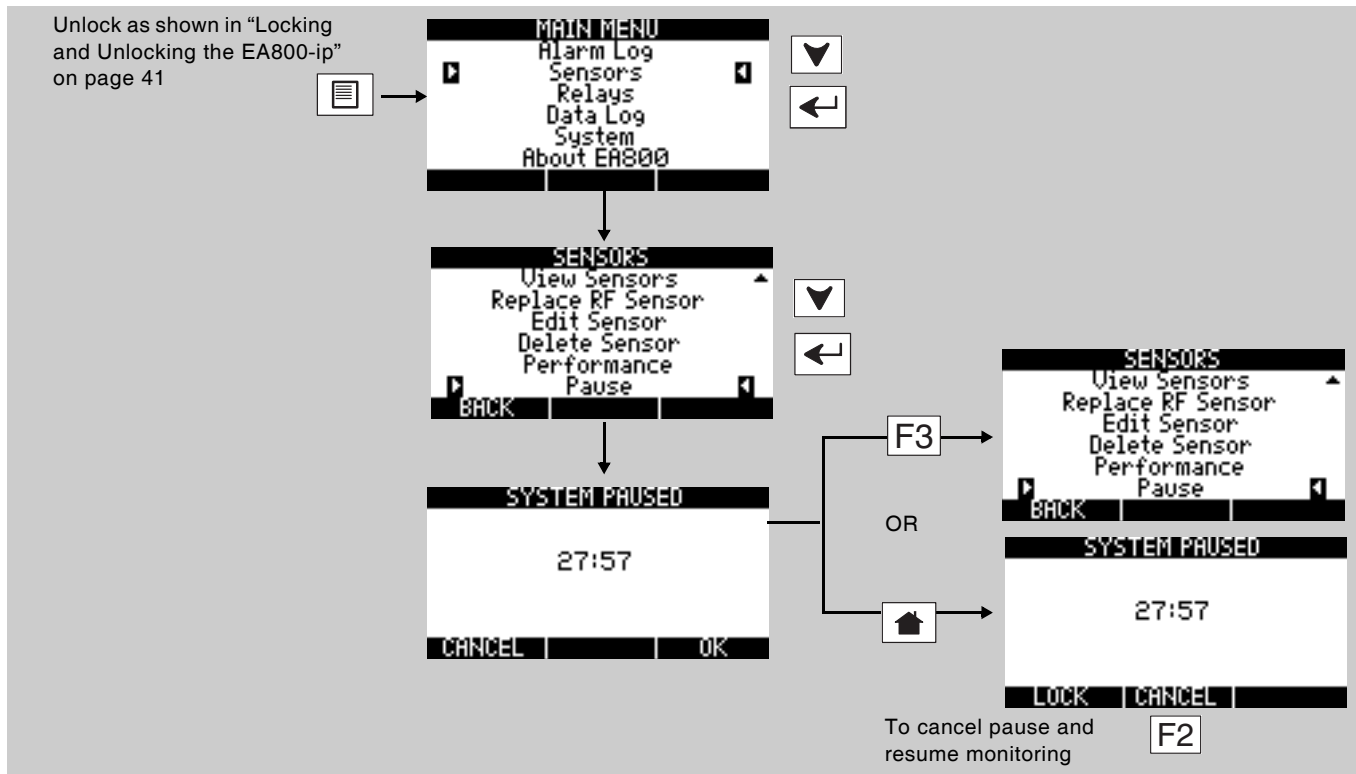 Unlock as shown in “Locking
and Unlocking the EA800-ip”
on page 41
MAIN MENU
Alarm Log
Sensors
Relays
Data Log
System
About EA800
SENSORS
View Sensors
Replace RF Sensor
Edit Sensor
Delete Sensor
Performance
Pause
BACK
SYSTEM PAUSED
27:57
CANCEL OK
F3
OR
SENSORS
View Sensors
Replace RF Sensor
Edit Sensor
Delete Sensor
Performance
Pause
BACK
SYSTEM PAUSED
27:57
LOCK CANCEL
To cancel pause and
resume monitoring
F2